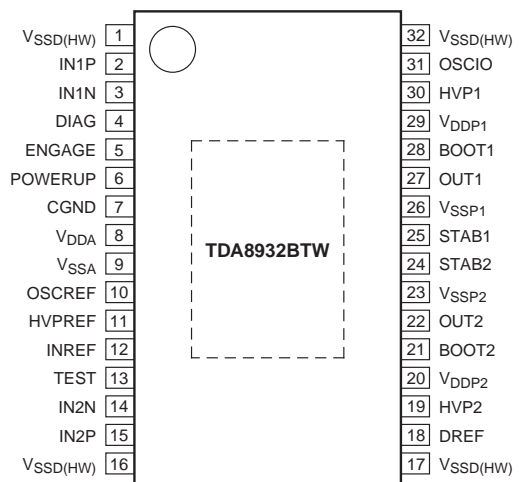 VSSD(HW) 1 32 VSSD(HW)
IN1P 2 31 OSCIO
IN1N 3 30 HVP1
DIAG 4 29 VDDP1
ENGAGE 5 28 BOOT1
POWERUP 6 27 OUT1
CGND 7 26 VSSP1
VDDA 8 25 STAB1
TDA8932BTW
VSSA 9 24 STAB2
OSCREF 10 23 VSSP2
HVPREF 11 22 OUT2
INREF 12 21 BOOT2
TEST 13 20 VDDP2
IN2N 14 19 HVP2
IN2P 15 18 DREF
VSSD(HW) 16 17 VSSD(HW)